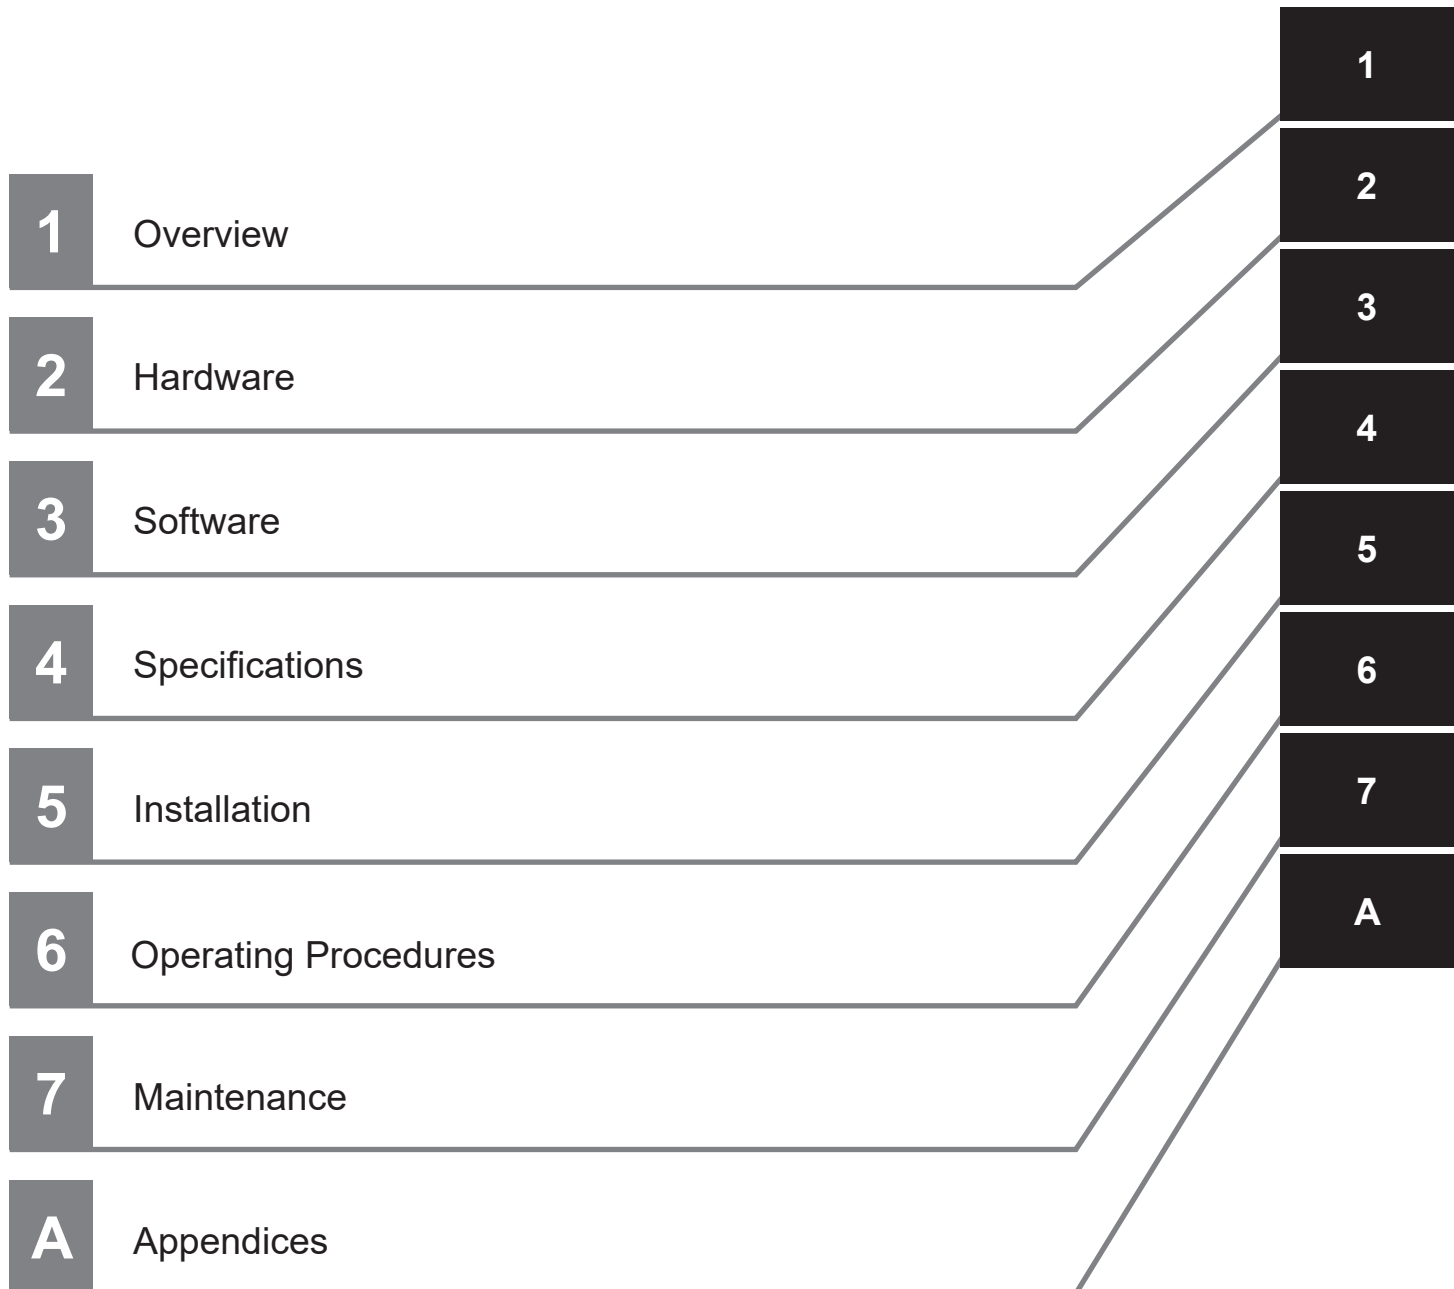 1 Overview
2 Hardware
3 Software
4 Specifications
5 Installation
6 Operating Procedures
7 Maintenance
A Appendices
1
2
3
4
5
6
7
A